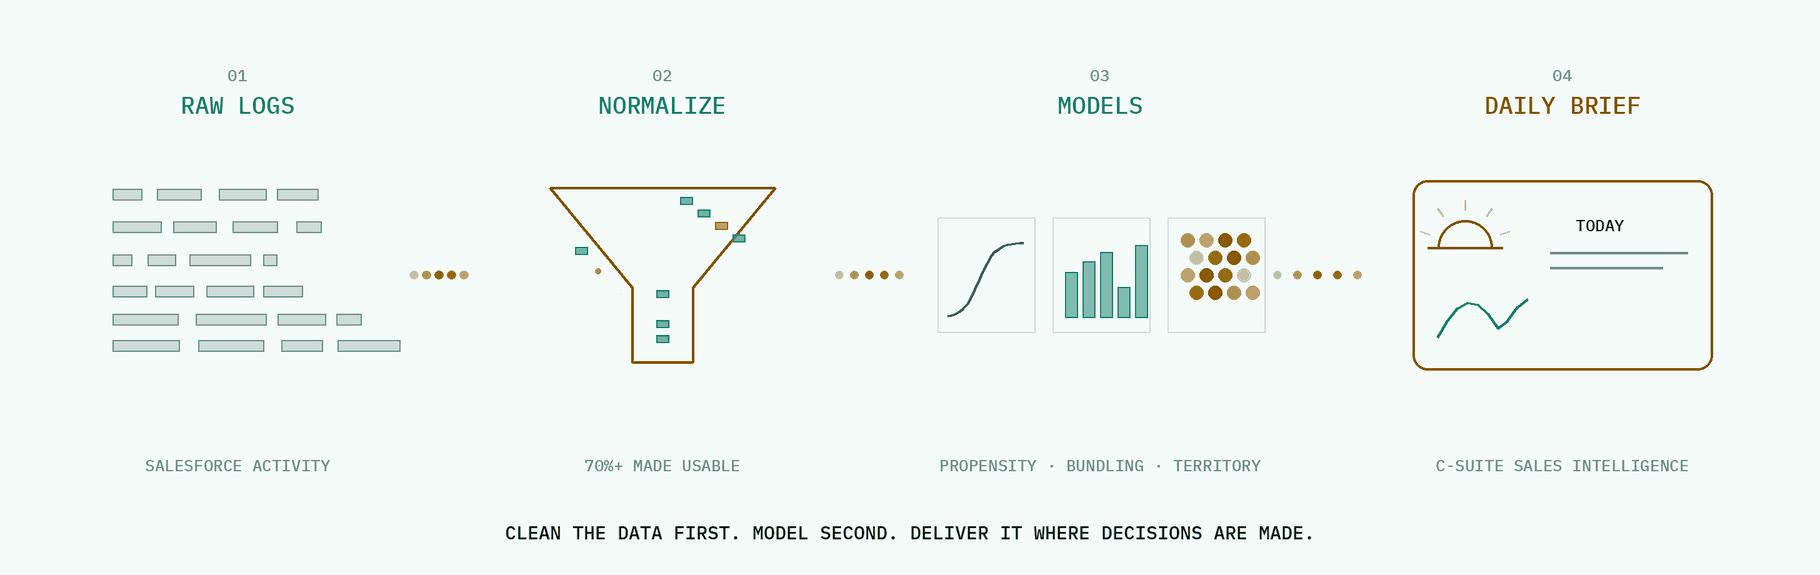 01
RAW LOGS
SALESFORCE ACTIVITY
02
NORMALIZE
70%+ MADE USABLE
03
MODELS
PROPENSITY · BUNDLING · TERRITORY
04
DAILY BRIEF
TODAY
C-SUITE SALES INTELLIGENCE
CLEAN THE DATA FIRST. MODEL SECOND. DELIVER IT WHERE DECISIONS ARE MADE.